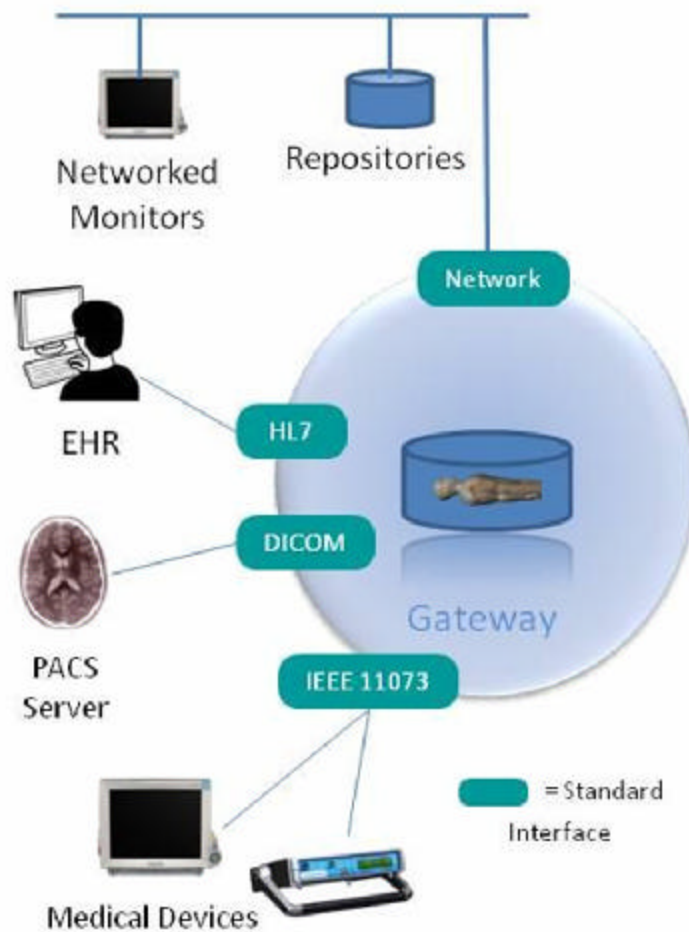 Networked
Monitors
Repositories
Network
EHR
HL7
DICOM
Gateway
PACS
Server
IEEE 11073
= Standard
Interface
Medical Devices